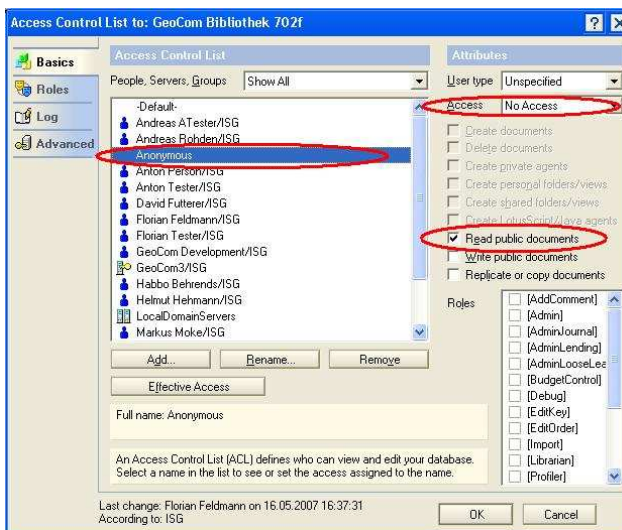 Access Control List to: GeoCom Bibliothek 702f
Basics
Roles
Log
Advanced
Access Control List
People, Servers, Groups
Show All
-Default-
Andreas ATester/ISG
Andreas Rohden/ISG
Anonymous
Anton Person/ISG
Anton Tester/ISG
David Futterer/ISG
Florian Feldmann/ISG
Florian Tester/ISG
GeoCom Development/ISG
GeoCom3/ISG
Habbo Behrends/ISG
Helmut Hehmann/ISG
LocalDomainServers
Markus Moke/ISG
Add...
Rename...
Remove
Effective Access
Full name: Anonymous
An Access Control List (ACL) defines who can view and edit your database.
Select a name in the list to see or set the access assigned to the name.
Attributes
User type
Unspecified
Access
No Access
Create documents
Delete documents
Create private agents
Create personal folders/views
Create shared folders/views
Create LotusScript/Java agents
Read public documents
Write public documents
Replicate or copy documents
Roles
[AddComment]
[Admin]
[AdminJournal]
[AdminLending]
[AdminLooseLea
[BudgetControl]
[Debug]
[EditKey]
[EditOrder]
[Import]
[Librarian]
[Profiler]
Last change: Florian Feldmann on 16.05.2007 16:37:31
According to: ISG
OK
Cancel